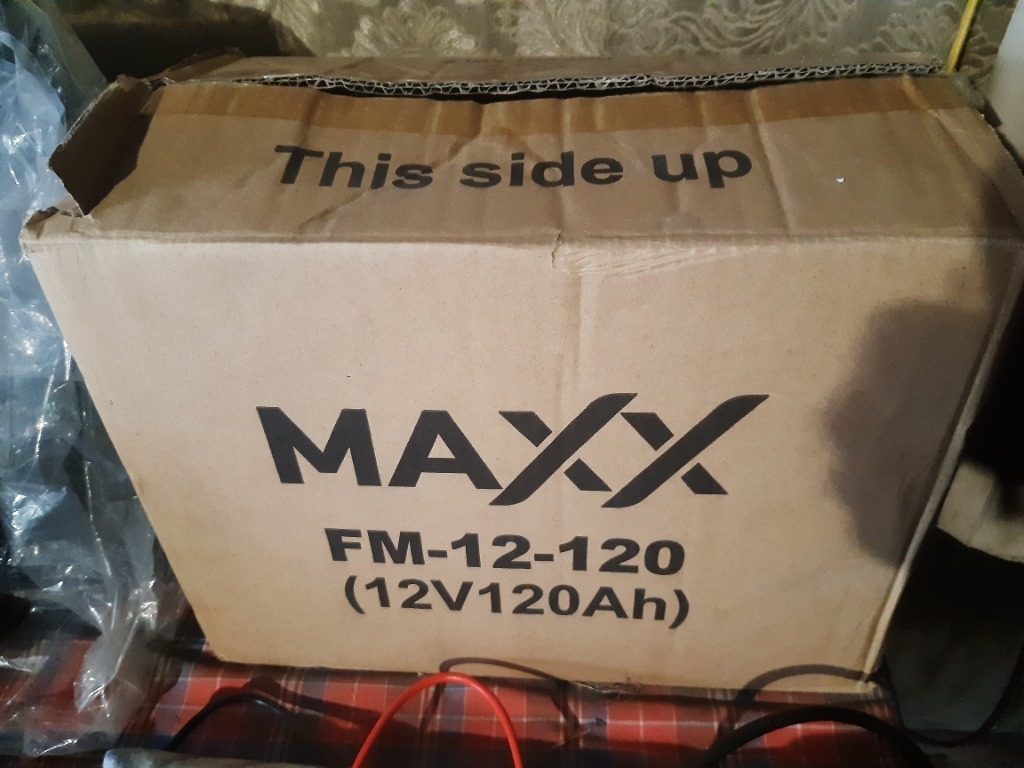 This side up
MAXX
FM-12-120
(12V120Ah)